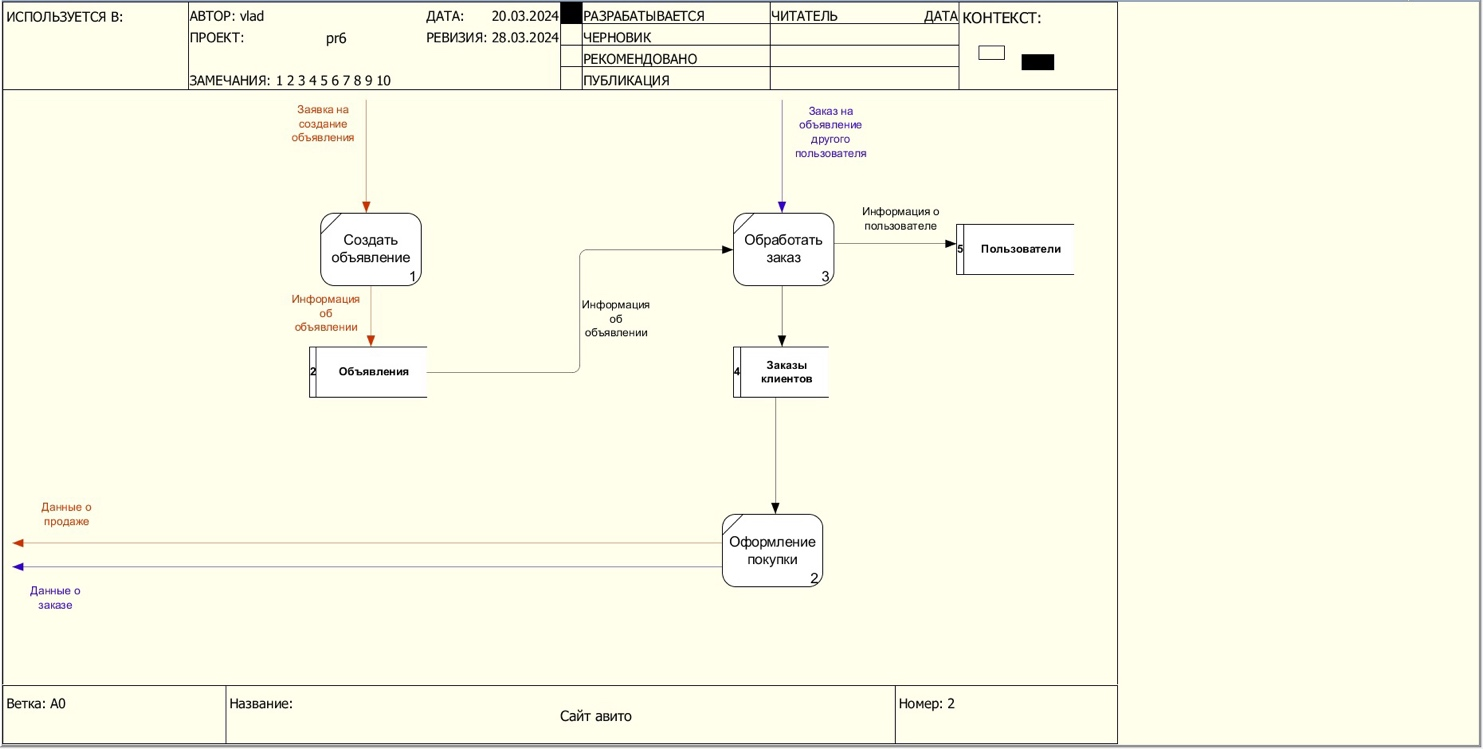 ИСПОЛЬЗУЕТСЯ В:
АВТОР: vlad
ДАТА: 20.03.2024
ПРОЕКТ: pr6
РЕВИЗИЯ: 28.03.2024
ЗАМЕЧАНИЯ: 1 2 3 4 5 6 7 8 9 10
РАЗРАБАТЫВАЕТСЯ
ЧЕРНОВИК
РЕКОМЕНДОВАНО
ПУБЛИКАЦИЯ
ЧИТАТЕЛЬ ДАТА
КОНТЕКСТ:
Заявка на
создание
объявления
Заказ на
объявление
другого
пользователя
Создать
объявление
1
Обработать
заказ
3
Информация о
пользователе
5
Пользователи
Информация
об
объявлении
Информация
об
объявлении
2
Объявления
4
Заказы
клиентов
Данные о
продаже
Оформление
покупки
2
Данные о
заказе
Ветка: A0
Название:
Сайт авито
Номер: 2